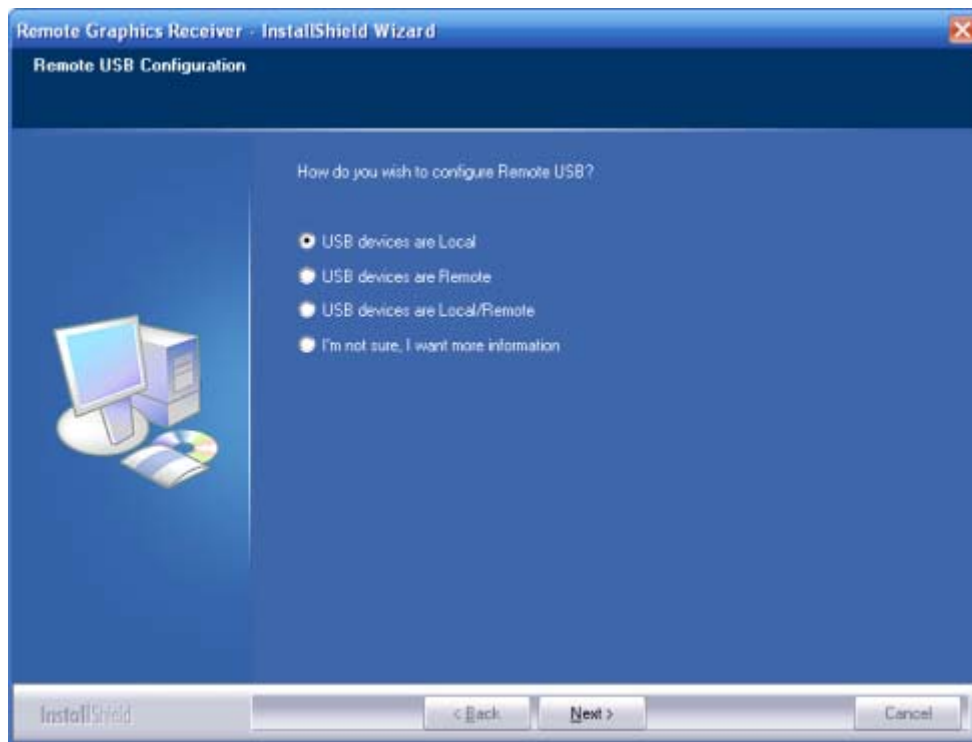 Remote Graphics Receiver - InstallShield Wizard
Remote USB Configuration
How do you wish to configure Remote USB?
USB devices are Local
USB devices are Remote
USB devices are Local/Remote
I'm not sure, I want more information
InstallShield
< Back
Next >
Cancel